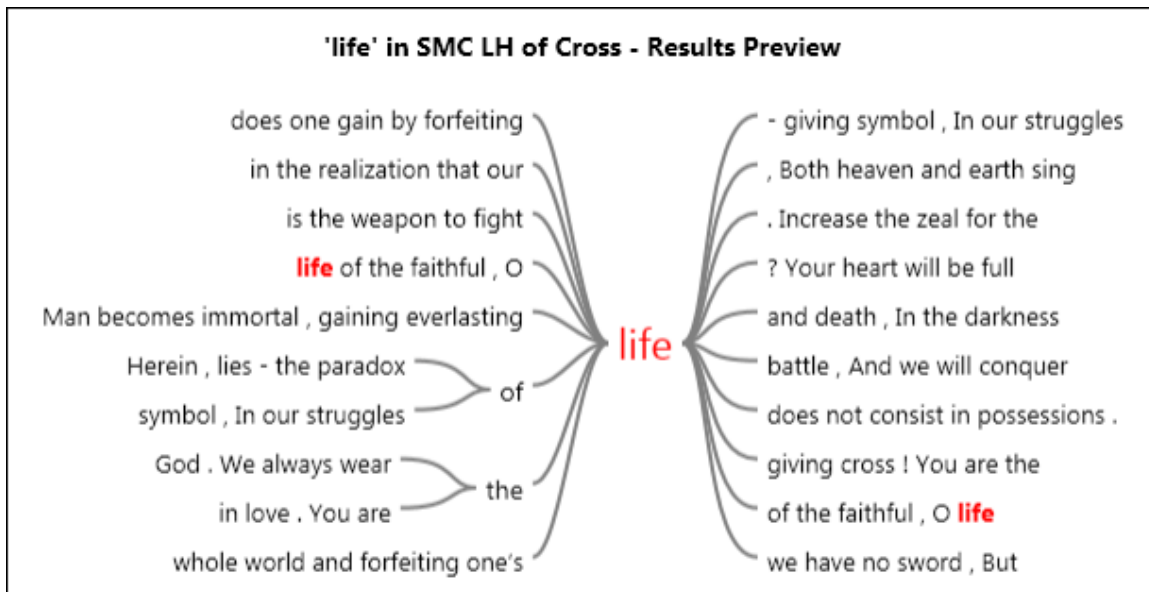 'life' in SMC LH of Cross - Results Preview
does one gain by forfeiting
in the realization that our
is the weapon to fight
life of the faithful , O
Man becomes immortal , gaining everlasting
Herein , lies - the paradox
symbol , In our struggles
of
God . We always wear
in love . You are
the
whole world and forfeiting one's
life
- giving symbol , In our struggles
, Both heaven and earth sing
. Increase the zeal for the
? Your heart will be full
and death , In the darkness
battle , And we will conquer
does not consist in possessions .
giving cross ! You are the
of the faithful , O life
we have no sword , But